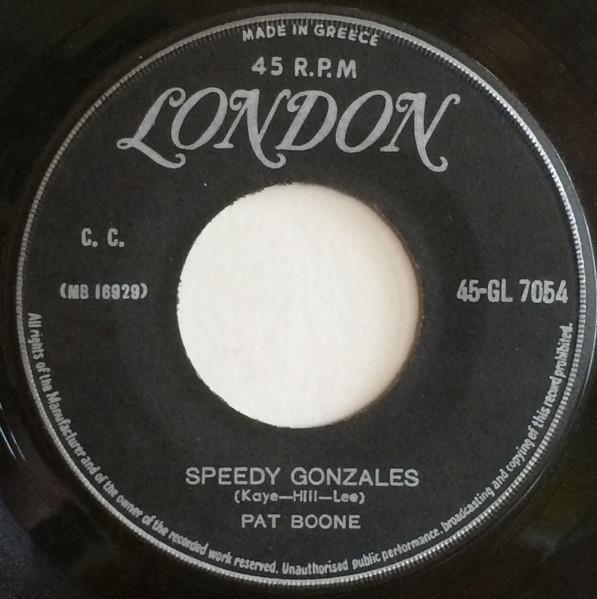 MADE IN GREECE
45 R.P.M
LONDON
C. C.
(MB 16929)
45-GL 7054
SPEEDY GONZALES
(Kaye—Hill—Lee)
PAT BOONE
All rights of the Manufacturer and of the owner of the recorded work reserved. Unauthorised public performance, broadcasting and copying of this record prohibited.